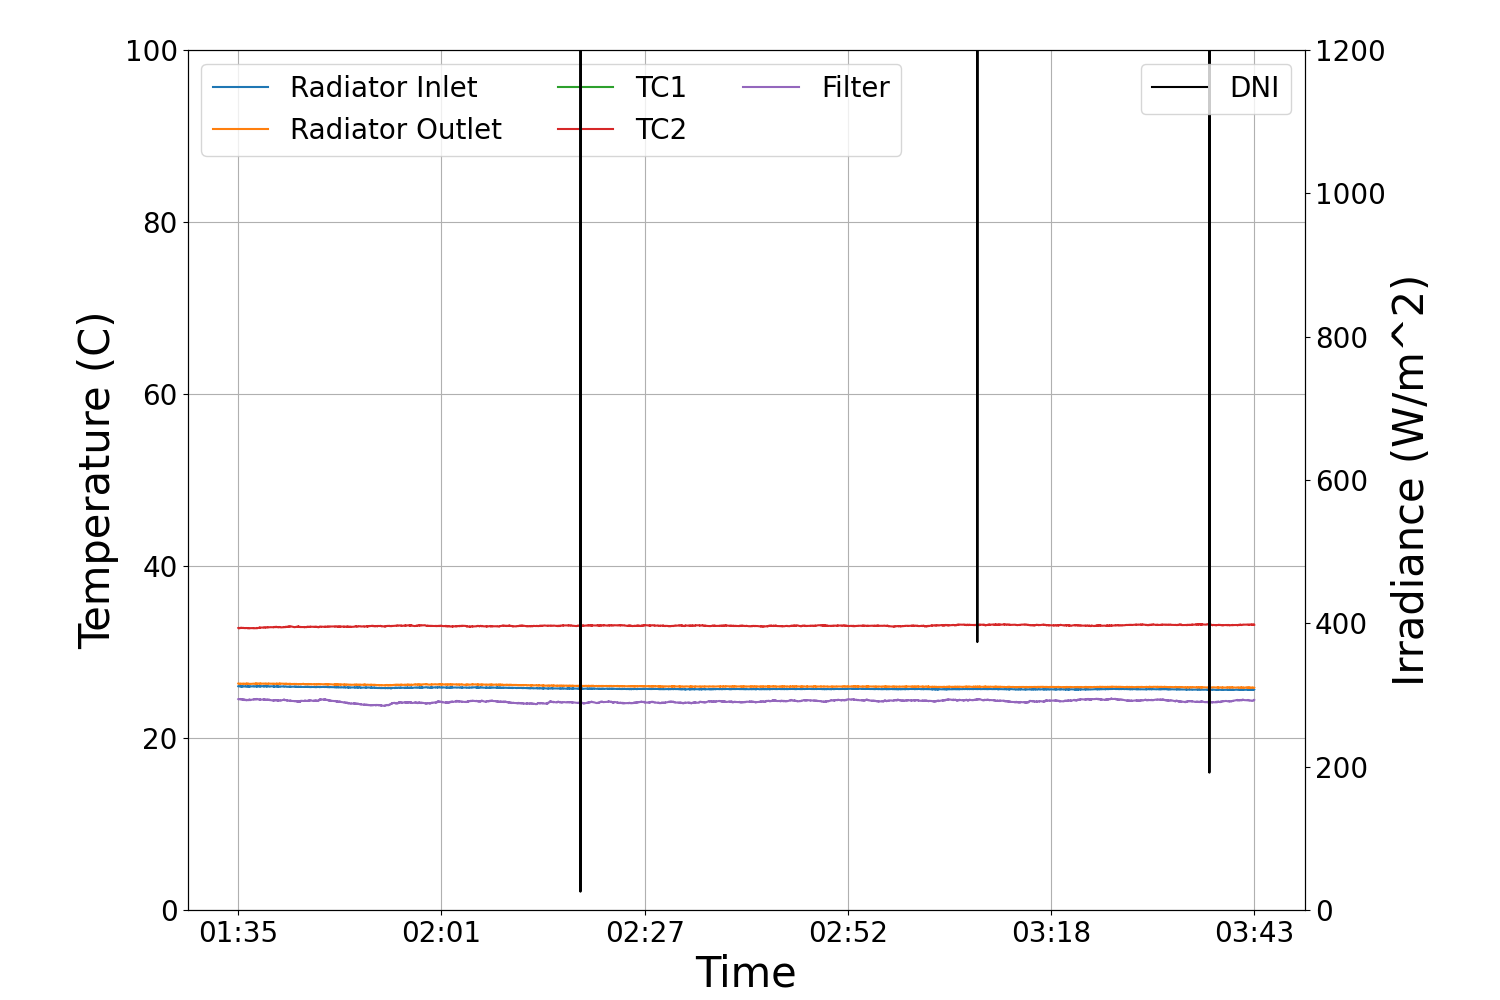 Radiator Inlet
Radiator Outlet
TC1
TC2
Filter
DNI
Temperature (C)
100
80
60
40
20
0
Irradiance (W/m^2)
1200
1000
800
600
400
200
0
01:35 02:01 02:27 02:52 03:18 03:43
Time